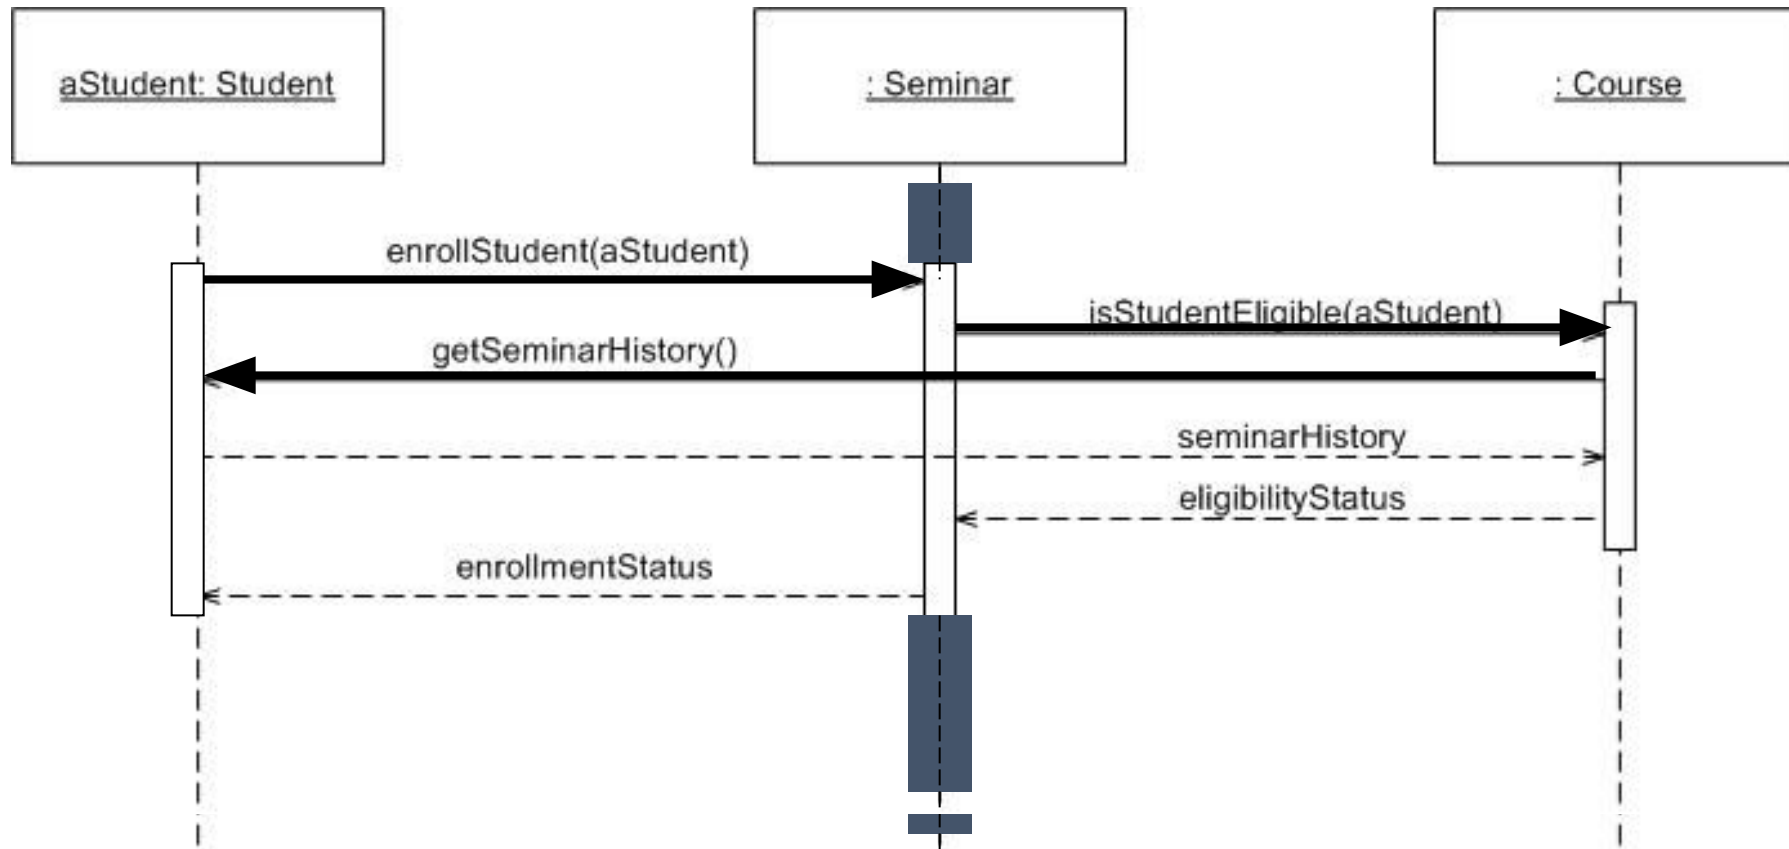 aStudent: Student
: Seminar
: Course
enrollStudent(aStudent)
isStudentEligible(aStudent)
getSeminarHistory()
seminarHistory
eligibilityStatus
enrollmentStatus